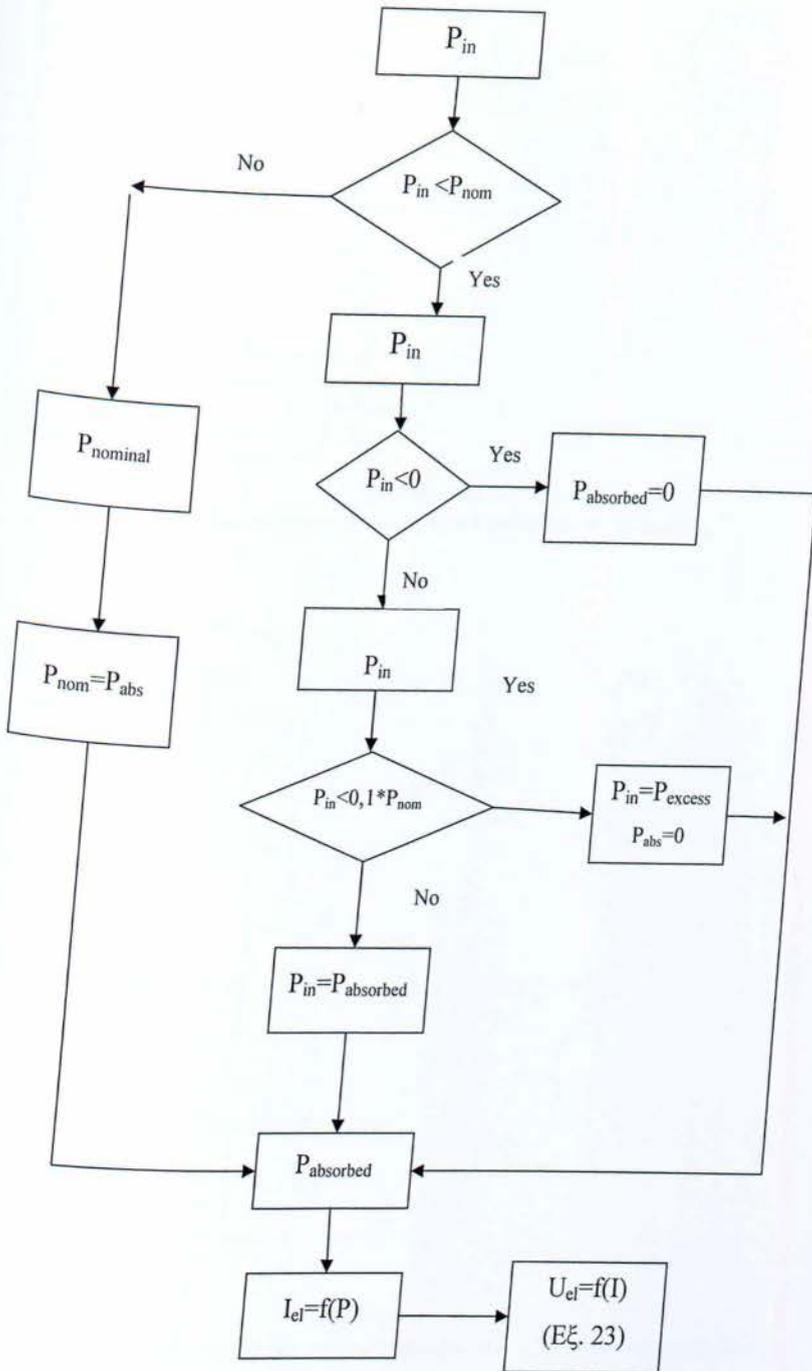 P_in
No
P_in <P_nom
Yes
P_in
P_nominal
P_in<0
Yes
P_absorbed=0
No
P_in
P_nom=P_abs
Yes
P_in<0,1*P_nom
P_in=P_excess
P_abs=0
No
P_in=P_absorbed
P_absorbed
I_el=f(P)
U_el=f(I)
(Εξ. 23)